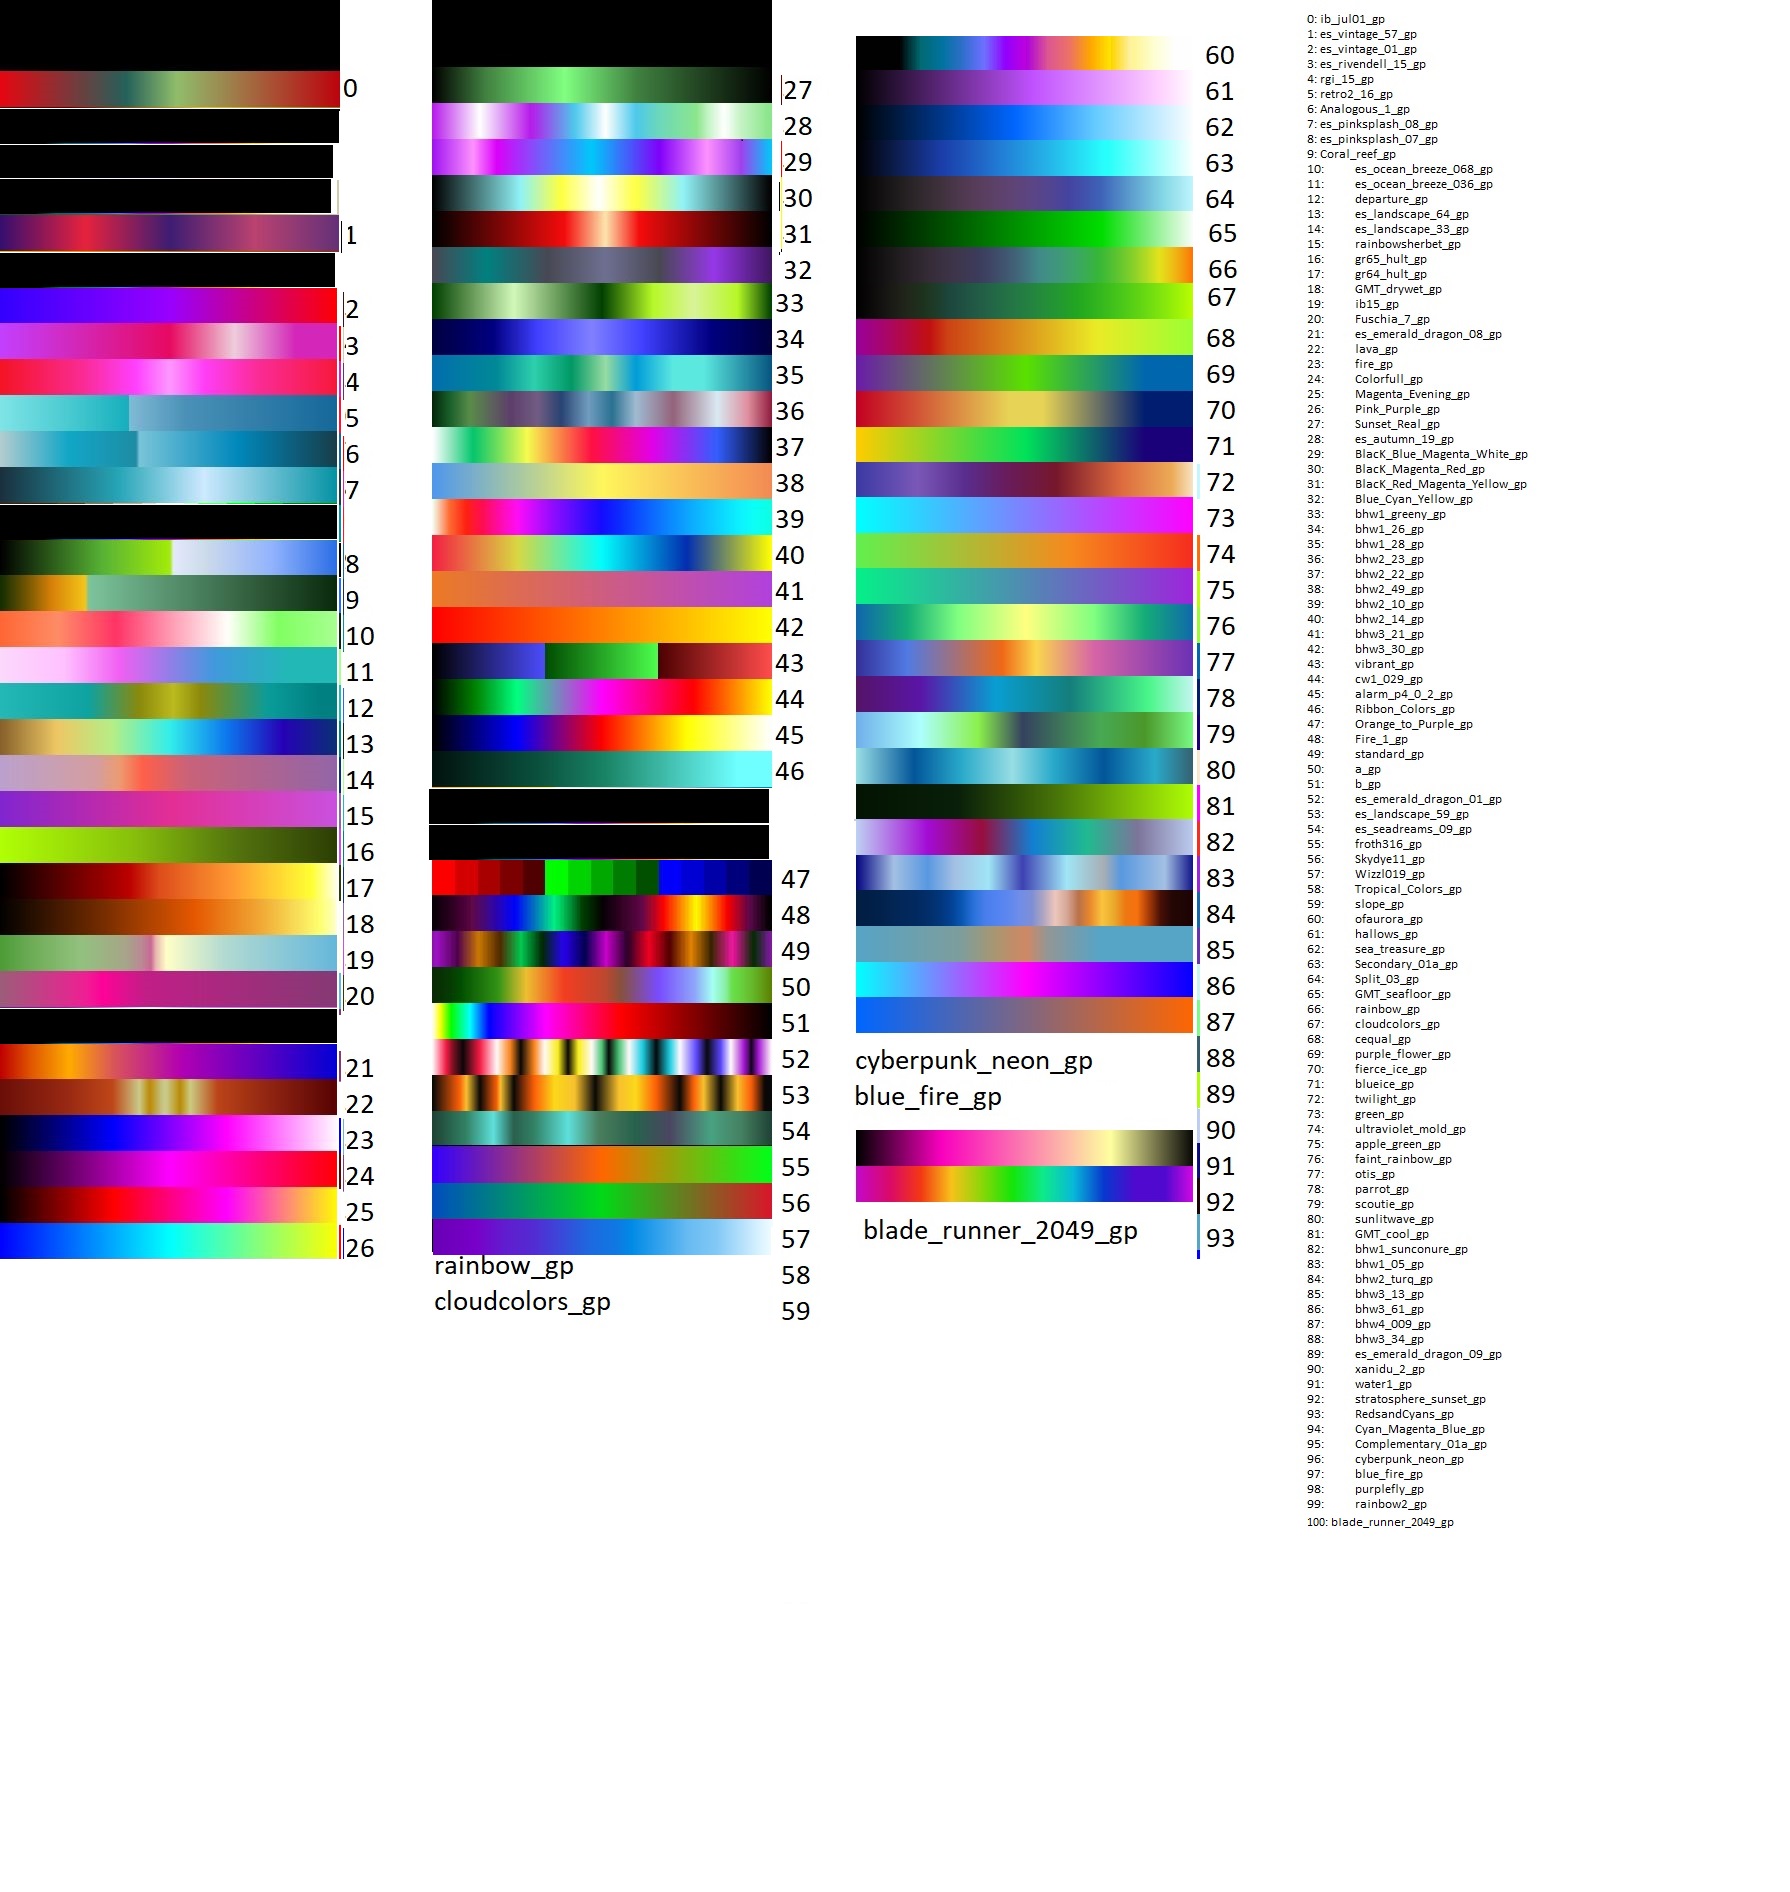 0
1
2
3
4
5
6
7
8
9
10
11
12
13
14
15
16
17
18
19
20
21
22
23
24
25
26
27
28
29
30
31
32
33
34
35
36
37
38
39
40
41
42
43
44
45
46
47
48
49
50
51
52
53
54
55
56
57
rainbow_gp
58
cloudcolors_gp
59
60
61
62
63
64
65
66
67
68
69
70
71
72
73
74
75
76
77
78
79
80
81
82
83
84
85
86
87
cyberpunk_neon_gp
88
blue_fire_gp
89
90
91
92
blade_runner_2049_gp
93
0: ib_jul01_gp
1: es_vintage_57_gp
2: es_vintage_01_gp
3: es_rivendell_15_gp
4: rgi_15_gp
5: retro2_16_gp
6: Analogous_1_gp
7: es_pinksplash_08_gp
8: es_pinksplash_07_gp
9: Coral_reef_gp
10: es_ocean_breeze_068_gp
11: es_ocean_breeze_036_gp
12: departure_gp
13: es_landscape_64_gp
14: es_landscape_33_gp
15: rainbowsherbet_gp
16: gr65_hult_gp
17: gr64_hult_gp
18: GMT_drywet_gp
19: ib15_gp
20: Fuschia_7_gp
21: es_emerald_dragon_08_gp
22: lava_gp
23: fire_gp
24: Colorfull_gp
25: Magenta_Evening_gp
26: Pink_Purple_gp
27: Sunset_Real_gp
28: es_autumn_19_gp
29: BlacK_Blue_Magenta_White_gp
30: BlacK_Magenta_Red_gp
31: BlacK_Red_Magenta_Yellow_gp
32: Blue_Cyan_Yellow_gp
33: bhw1_greeny_gp
34: bhw1_26_gp
35: bhw1_28_gp
36: bhw2_23_gp
37: bhw2_22_gp
38: bhw2_49_gp
39: bhw2_10_gp
40: bhw2_14_gp
41: bhw3_21_gp
42: bhw3_30_gp
43: vibrant_gp
44: cw1_029_gp
45: alarm_p4_0_2_gp
46: Ribbon_Colors_gp
47: Orange_to_Purple_gp
48: Fire_1_gp
49: standard_gp
50: a_gp
51: b_gp
52: es_emerald_dragon_01_gp
53: es_landscape_59_gp
54: es_seadreams_09_gp
55: froth316_gp
56: Skydye11_gp
57: Wizzl019_gp
58: Tropical_Colors_gp
59: slope_gp
60: ofaurora_gp
61: hallows_gp
62: sea_treasure_gp
63: Secondary_01a_gp
64: Split_03_gp
65: GMT_seafloor_gp
66: rainbow_gp
67: cloudcolors_gp
68: cequal_gp
69: purple_flower_gp
70: fierce_ice_gp
71: blueice_gp
72: twilight_gp
73: green_gp
74: ultraviolet_mold_gp
75: apple_green_gp
76: faint_rainbow_gp
77: otis_gp
78: parrot_gp
79: scoutie_gp
80: sunlitwave_gp
81: GMT_cool_gp
82: bhw1_sunconure_gp
83: bhw1_05_gp
84: bhw2_turq_gp
85: bhw3_13_gp
86: bhw3_61_gp
87: bhw4_009_gp
88: bhw3_34_gp
89: es_emerald_dragon_09_gp
90: xanidu_2_gp
91: water1_gp
92: stratosphere_sunset_gp
93: RedsandCyans_gp
94: Cyan_Magenta_Blue_gp
95: Complementary_01a_gp
96: cyberpunk_neon_gp
97: blue_fire_gp
98: purplefly_gp
99: rainbow2_gp
100: blade_runner_2049_gp